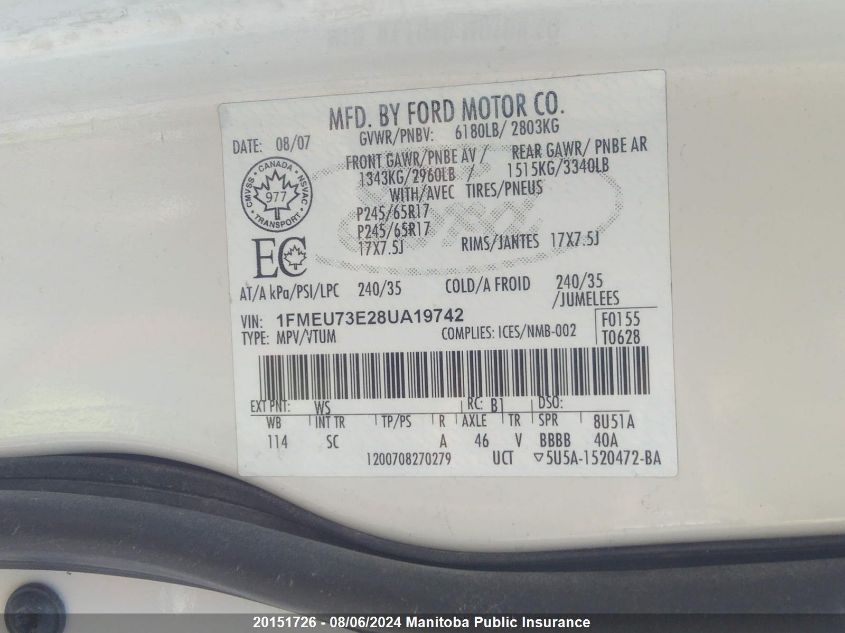 MFD. BY FORD MOTOR CO.
DATE: 08/07
GVWR/PNBV: 6180LB/ 2803KG
FRONT GAWR/PNBE AV / REAR GAWR/ PNBE AR
1343KG/2960LB / 1515KG/3340LB
WITH/AVEC TIRES/PNEUS
P245/65R17
P245/65R17
17X7.5J RIMS/JANTES 17X7.5J
CANADA
CMVSS NSVAC
977
TRANSPORT
EC
AT/A kPa/PSI/LPC 240/35 COLD/A FROID 240/35
/JUMELEES
VIN: 1FMEU73E28UA19742 F0155
TYPE: MPV/VTUM COMPLIES: ICES/NMB-002 T0628
EXT PNT: WS RC: B1 DSO:
WB INT TR TP/PS R AXLE TR SPR 8U51A
114 SC A 46 V BBBB 40A
1200708270279 UCT ▽5U5A-1520472-BA
20151726 - 08/06/2024 Manitoba Public Insurance